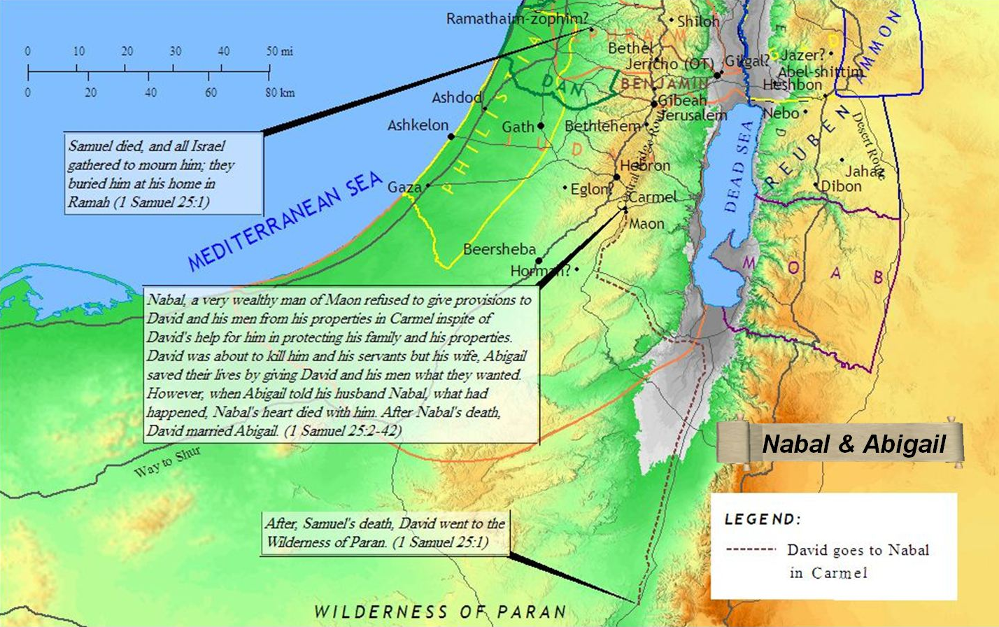 Ramathaim-zophim?
Shiloh
EPHRAIM
Bethel
Jericho (OT)
Gilgal?
GAD
Jazer?
AMMON
Abel-shittim
Heshbon
0 10 20 30 40 50 mi
0 20 40 60 80 km
DAN
BENJAMIN
Ashdod
Gibeah
Jerusalem
Nebo
Ashkelon
Gath
Bethlehem
PHILISTIA
JUDA
REUBEN
Desert Route
DEAD SEA
Hebron
Jahaz
Dibon
Gaza
Eglon?
Carmel
Maon
MEDITERRANEAN SEA
Beersheba
Hormah?
MOAB
Samuel died, and all Israel
gathered to mourn him; they
buried him at his home in
Ramah (1 Samuel 25:1)
Nabal, a very wealthy man of Maon refused to give provisions to
David and his men from his properties in Carmel inspite of
David's help for him in protecting his family and his properties.
David was about to kill him and his servants but his wife, Abigail
saved their lives by giving David and his men what they wanted.
However, when Abigail told his husband Nabal, what had
happened, Nabal's heart died with him. After Nabal's death,
David married Abigail. (1 Samuel 25:2-42)
Way to Shur
Nabal & Abigail
After, Samuel's death, David went to the
Wilderness of Paran. (1 Samuel 25:1)
LEGEND:
David goes to Nabal
in Carmel
WILDERNESS OF PARAN